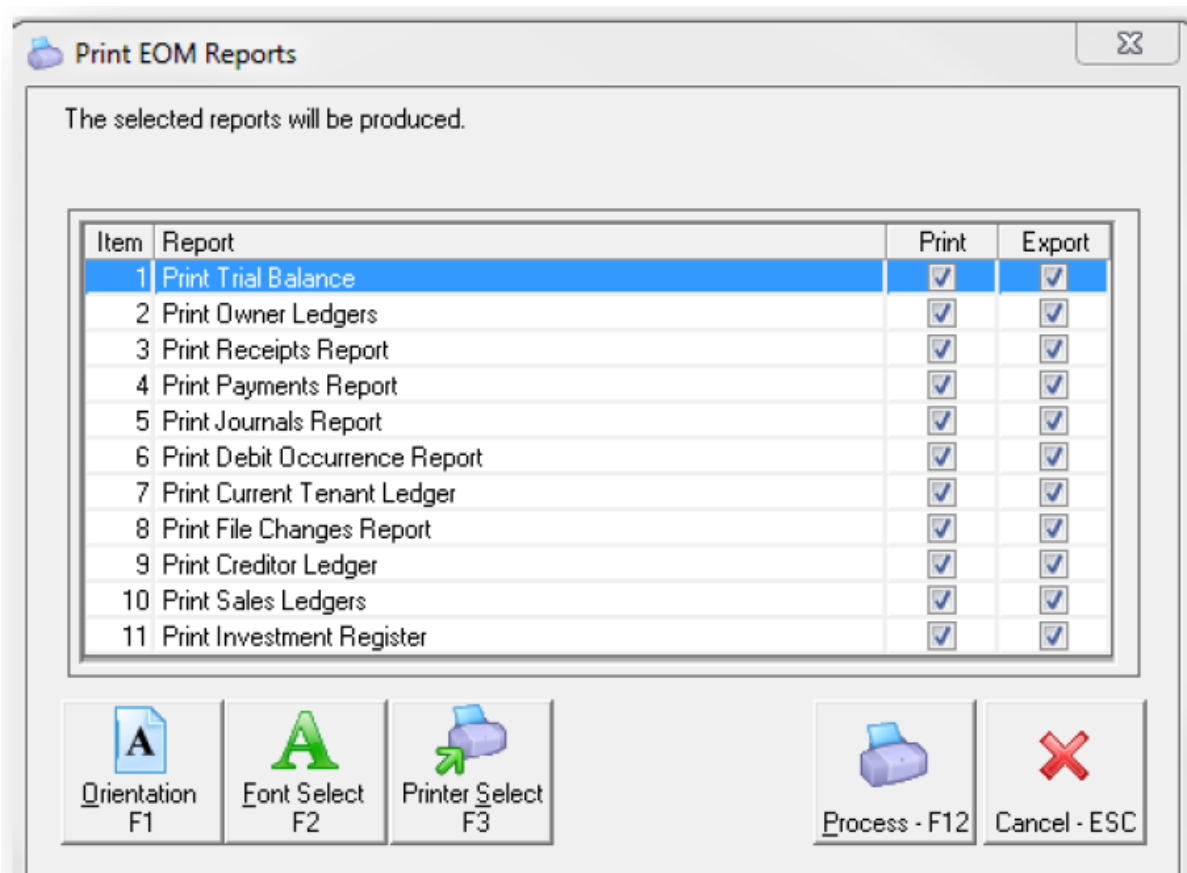 Print EOM Reports
The selected reports will be produced.
Item Report Print Export
1 Print Trial Balance
2 Print Owner Ledgers
3 Print Receipts Report
4 Print Payments Report
5 Print Journals Report
6 Print Debit Occurrence Report
7 Print Current Tenant Ledger
8 Print File Changes Report
9 Print Creditor Ledger
10 Print Sales Ledgers
11 Print Investment Register
A
Orientation
F1
A
Font Select
F2
Printer Select
F3
Process - F12
Cancel - ESC